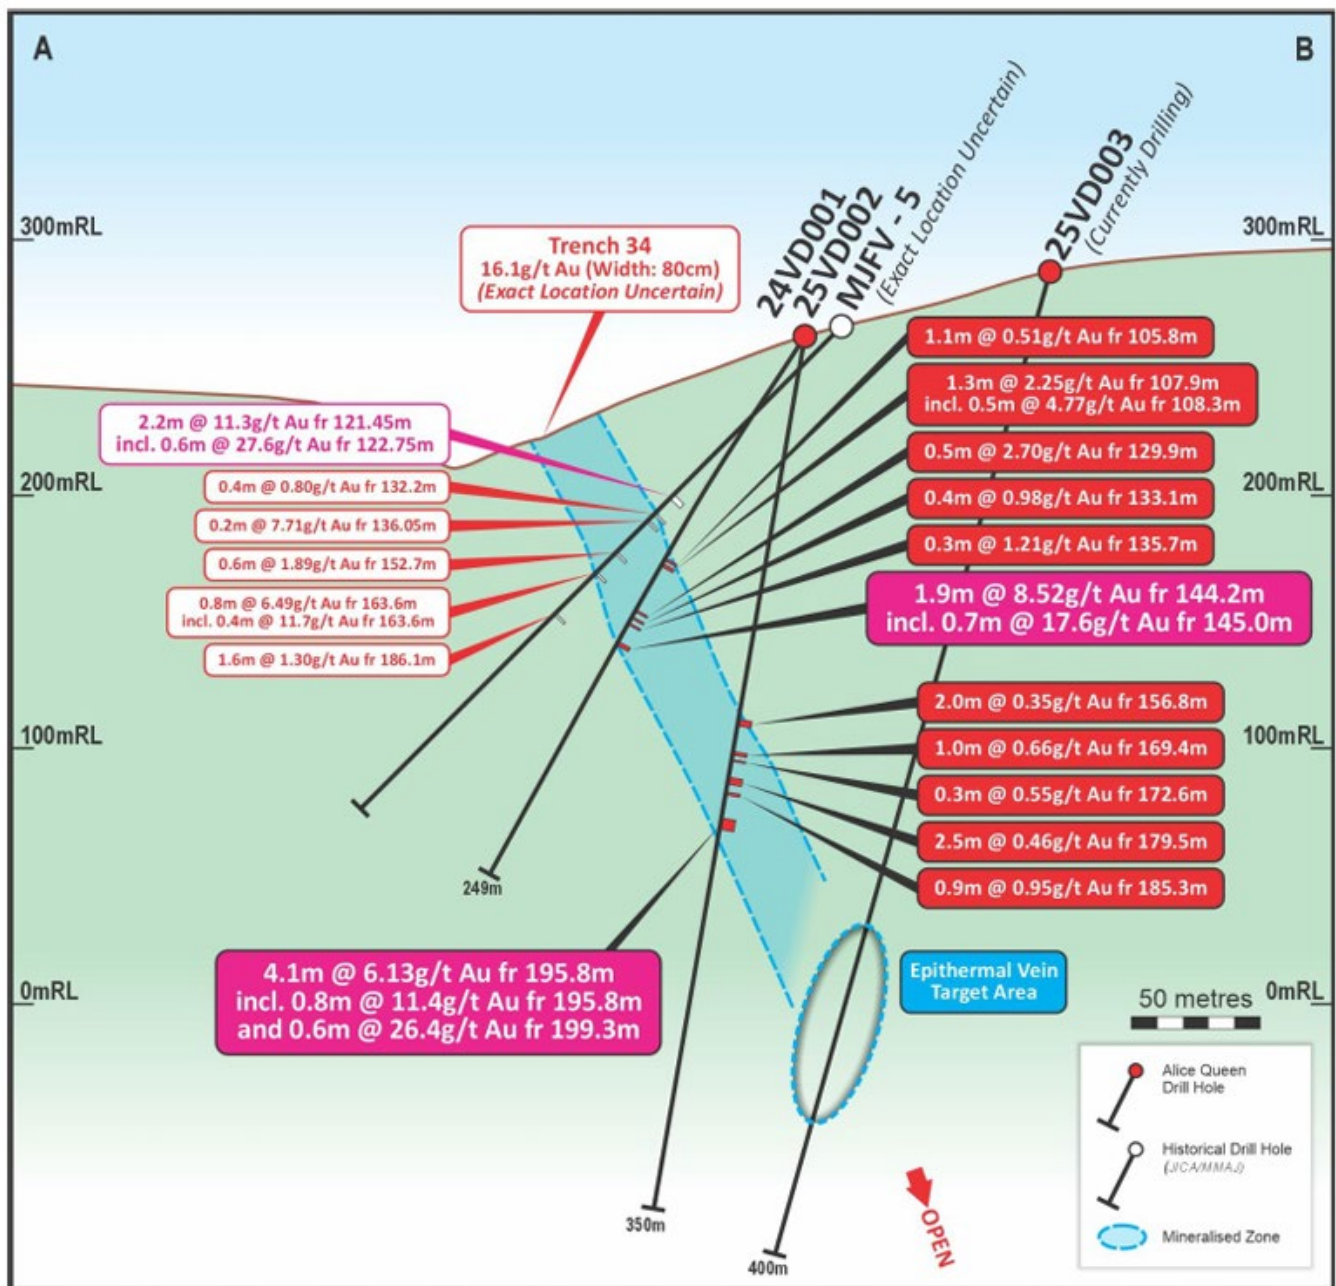 A
B
300mRL
300mRL
24VD001
25VD002
MJFV - 5
(Exact Location Uncertain)
25VD003
(Currently Drilling)
Trench 34
16.1g/t Au (Width: 80cm)
(Exact Location Uncertain)
2.2m @ 11.3g/t Au fr 121.45m
incl. 0.6m @ 27.6g/t Au fr 122.75m
0.4m @ 0.80g/t Au fr 132.2m
0.2m @ 7.71g/t Au fr 136.05m
0.6m @ 1.89g/t Au fr 152.7m
0.8m @ 6.49g/t Au fr 163.6m
incl. 0.4m @ 11.7g/t Au fr 163.6m
1.6m @ 1.30g/t Au fr 186.1m
200mRL
200mRL
1.1m @ 0.51g/t Au fr 105.8m
1.3m @ 2.25g/t Au fr 107.9m
incl. 0.5m @ 4.77g/t Au fr 108.3m
0.5m @ 2.70g/t Au fr 129.9m
0.4m @ 0.98g/t Au fr 133.1m
0.3m @ 1.21g/t Au fr 135.7m
1.9m @ 8.52g/t Au fr 144.2m
incl. 0.7m @ 17.6g/t Au fr 145.0m
100mRL
100mRL
2.0m @ 0.35g/t Au fr 156.8m
1.0m @ 0.66g/t Au fr 169.4m
0.3m @ 0.55g/t Au fr 172.6m
2.5m @ 0.46g/t Au fr 179.5m
0.9m @ 0.95g/t Au fr 185.3m
249m
4.1m @ 6.13g/t Au fr 195.8m
incl. 0.8m @ 11.4g/t Au fr 195.8m
and 0.6m @ 26.4g/t Au fr 199.3m
0mRL
0mRL
Epithermal Vein
Target Area
50 metres
Alice Queen
Drill Hole
Historical Drill Hole
(JICA/MMAJ)
Mineralised Zone
350m
400m
OPEN